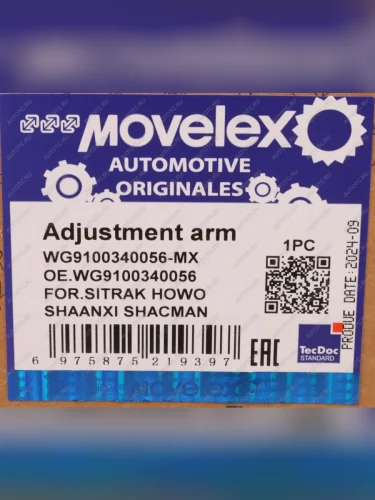 MOVELEX
AUTOMOTIVE
ORIGINALES
Adjustment arm
WG9100340056-MX
OE.WG9100340056
FOR.SITRAK HOWO
SHAANXI SHACMAN
1PC
PRODUE DATE:2024-09
6 975875 219397
EAC
TecDoc
STANDARD
MOVELEX